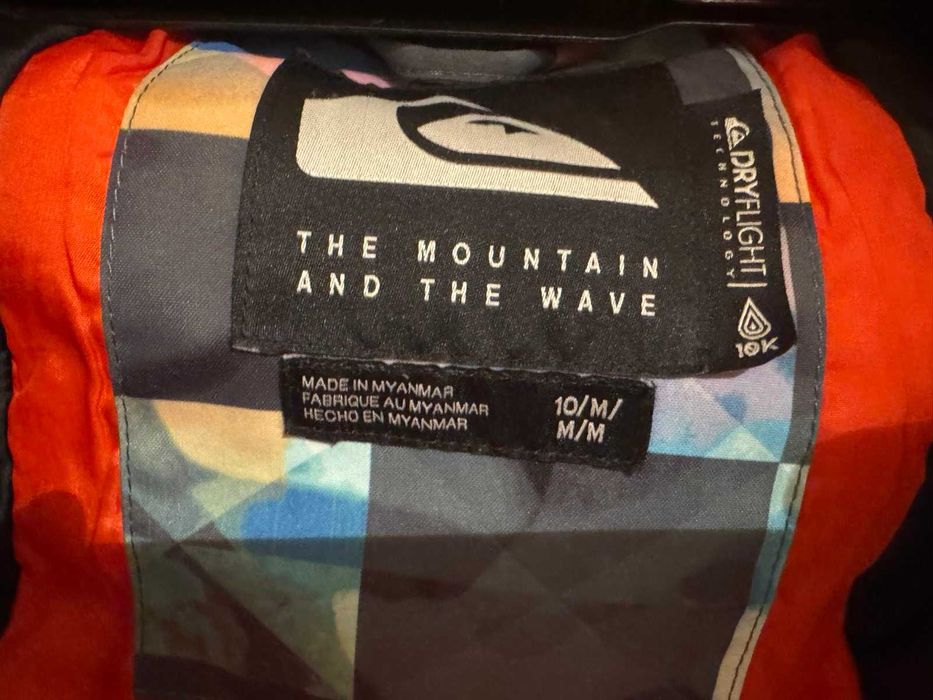 THE MOUNTAIN
AND THE WAVE
DRYFLIGHT
TECHNOLOGY
10K
MADE IN MYANMAR
FABRIQUE AU MYANMAR
HECHO EN MYANMAR
10/M/
M/M